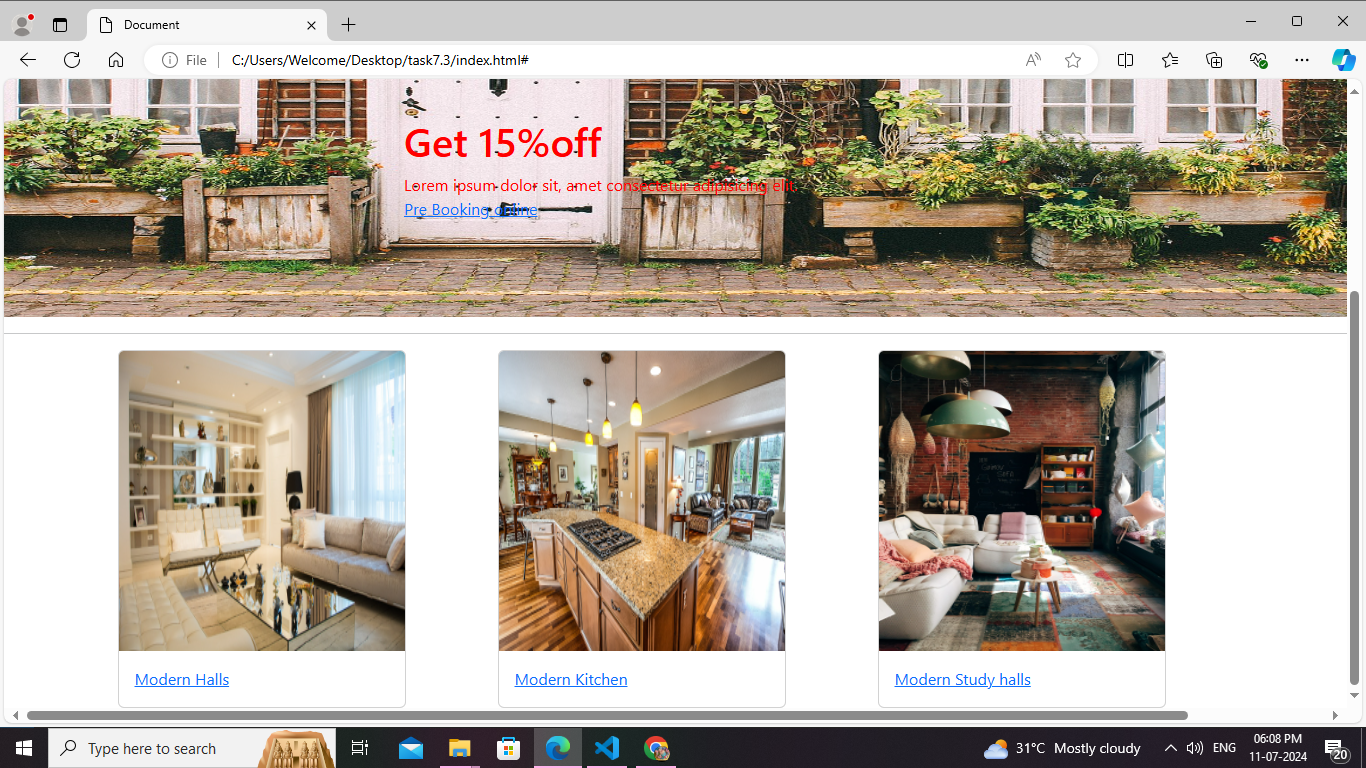 Document
File
C:/Users/Welcome/Desktop/task7.3/index.html#
Get 15%off
Lorem ipsum dolor sit, amet consectetur adipisicing elit.
Pre Booking online
Modern Halls
Modern Kitchen
Modern Study halls
Type here to search
31°C Mostly cloudy
ENG
06:08 PM
11-07-2024
20